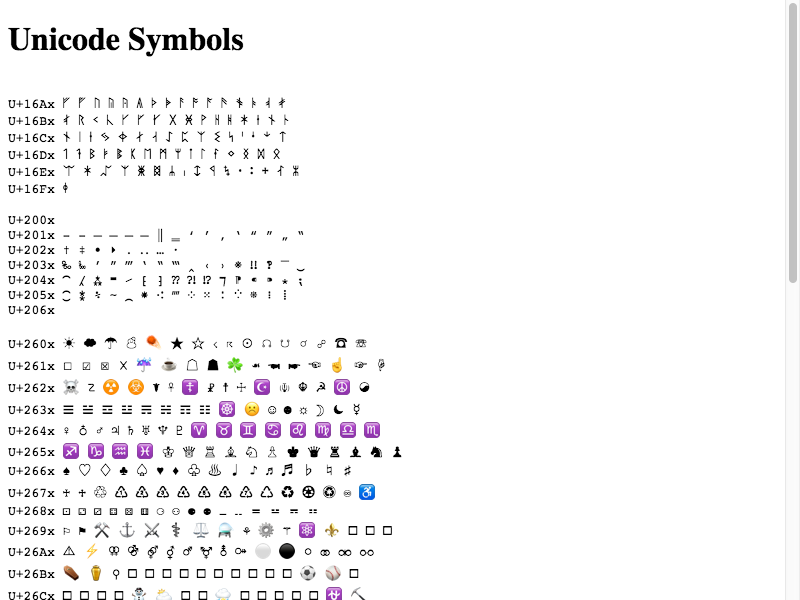 Unicode Symbols
U+16Ax ᚠ ᚡ ᚢ ᚣ ᚤ ᚥ ᚦ ᚧ ᚨ ᚩ ᚪ ᚫ ᚬ ᚭ ᚮ ᚯ
U+16Bx ᚰ ᚱ ᚲ ᚳ ᚴ ᚵ ᚶ ᚷ ᚸ ᚹ ᚺ ᚻ ᚼ ᚽ ᚾ ᚿ
U+16Cx ᛀ ᛁ ᛂ ᛃ ᛄ ᛅ ᛆ ᛇ ᛈ ᛉ ᛊ ᛋ ᛌ ᛍ ᛎ ᛏ
U+16Dx ᛐ ᛑ ᛒ ᛓ ᛔ ᛕ ᛖ ᛗ ᛘ ᛙ ᛚ ᛛ ᛜ ᛝ ᛞ ᛟ
U+16Ex ᛠ ᛡ ᛢ ᛣ ᛤ ᛥ ᛦ ᛧ ᛨ ᛩ ᛪ ᛫ ᛬ ᛭ ᛮ ᛯ
U+16Fx ᛰ
U+200x
U+201x ‐ ‑ ‒ – — ― ‖ ‗ ‘ ’ ‚ ‛ “ ” „ ‟
U+202x † ‡ • ‣ ․ ‥ … ‧
U+203x ‰ ‱ ′ ″ ‴ ‵ ‶ ‷ ‸ ‹ › ※ ‼ ‽ ‾ ‿
U+204x ⁀ ⁁ ⁂ ⁃ ⁄ ⁅ ⁆ ⁇ ⁈ ⁉ ⁊ ⁋ ⁌ ⁍ ⁎ ⁏
U+205x ⁐ ⁑ ⁒ ⁓ ⁔ ⁕ ⁖ ⁗ ⁘ ⁙ ⁚ ⁛ ⁜ ⁝ ⁞
U+206x
U+260x ☀ ☁ ☂ ☃ ☄ ★ ☆ ☇ ☈ ☉ ☊ ☋ ☌ ☍ ☎ ☏
U+261x ☐ ☑ ☒ ☓ ☔ ☕ ☖ ☗ ☘ ☙ ☚ ☛ ☜ ☝ ☞ ☟
U+262x ☠ ☡ ☢ ☣ ☤ ☥ ☦ ☧ ☨ ☩ ☪ ☫ ☬ ☭ ☮ ☯
U+263x ☰ ☱ ☲ ☳ ☴ ☵ ☶ ☷ ☸ ☹ ☺ ☻ ☼ ☽ ☾ ☿
U+264x ♀ ♁ ♂ ♃ ♄ ♅ ♆ ♇ ♈ ♉ ♊ ♋ ♌ ♍ ♎ ♏
U+265x ♐ ♑ ♒ ♓ ♔ ♕ ♖ ♗ ♘ ♙ ♚ ♛ ♜ ♝ ♞ ♟
U+266x ♠ ♡ ♢ ♣ ♤ ♥ ♦ ♧ ♨ ♩ ♪ ♫ ♬ ♭ ♮ ♯
U+267x ♰ ♱ ♲ ♳ ♴ ♵ ♶ ♷ ♸ ♹ ♺ ♻ ♼ ♽ ♾ ♿
U+268x ⚀ ⚁ ⚂ ⚃ ⚄ ⚅ ⚆ ⚇ ⚈ ⚉ ⚊ ⚋ ⚌ ⚍ ⚎ ⚏
U+269x ⚐ ⚑ ⚒ ⚓ ⚔ ⚕ ⚖ ⚗ ⚘ ⚙ ⚚ ⚛ ⚜ □ □ □
U+26Ax ⚠ ⚡ ⚢ ⚣ ⚤ ⚥ ⚦ ⚧ ⚨ ⚩ ⚪ ⚫ ⚬ ⚭ ⚮ ⚯
U+26Bx ⚰ ⚱ ⚲ □ □ □ □ □ □ □ □ □ □ ⚽ ⚾ □
U+26Cx □ □ □ □ ⛄ ⛅ □ □ ⛈ □ □ □ □ □ ⛎ ⛏